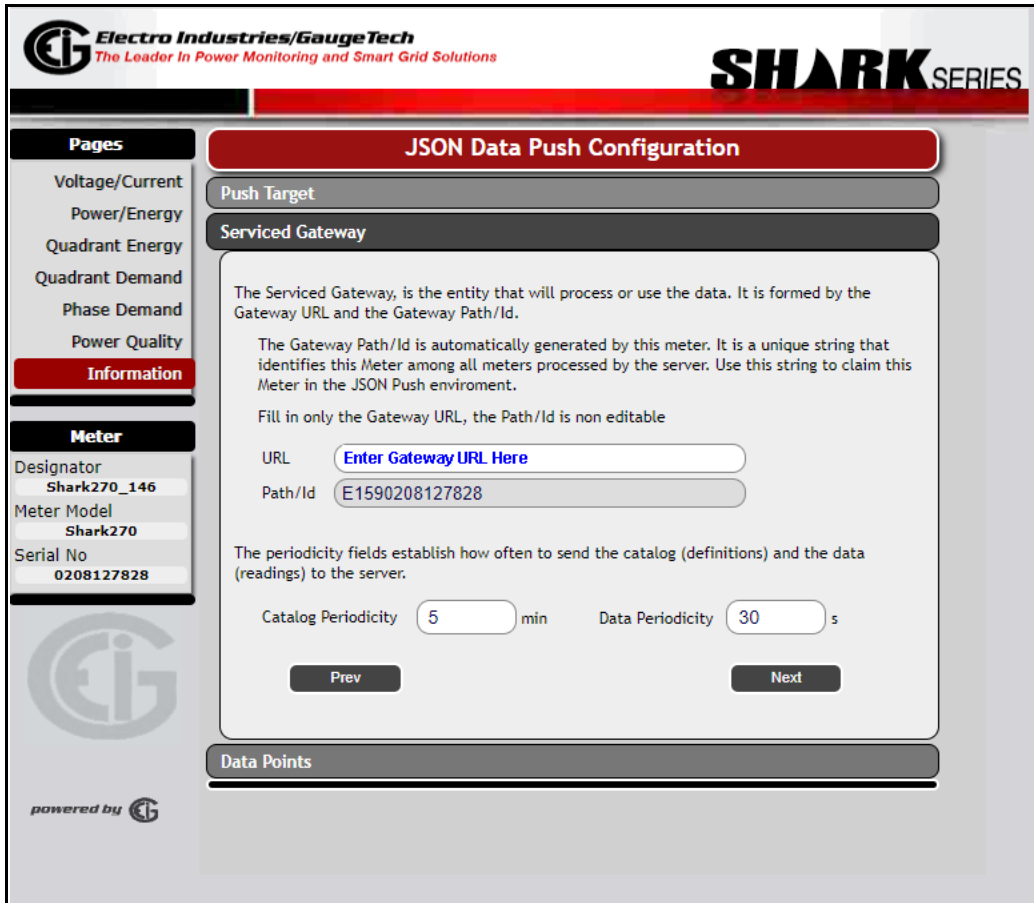 Electro Industries/GaugeTech
The Leader In Power Monitoring and Smart Grid Solutions
SHARK SERIES
Pages
Voltage/Current
Power/Energy
Quadrant Energy
Quadrant Demand
Phase Demand
Power Quality
Information
Meter
Designator
Shark270_146
Meter Model
Shark270
Serial No
0208127828
EIG
powered by EIG
JSON Data Push Configuration
Push Target
Serviced Gateway
The Serviced Gateway, is the entity that will process or use the data. It is formed by the
Gateway URL and the Gateway Path/Id.
The Gateway Path/Id is automatically generated by this meter. It is a unique string that
identifies this Meter among all meters processed by the server. Use this string to claim this
Meter in the JSON Push enviroment.
Fill in only the Gateway URL, the Path/Id is non editable
URL Enter Gateway URL Here
Path/Id E1590208127828
The periodicity fields establish how often to send the catalog (definitions) and the data
(readings) to the server.
Catalog Periodicity 5 min Data Periodicity 30 s
Prev Next
Data Points